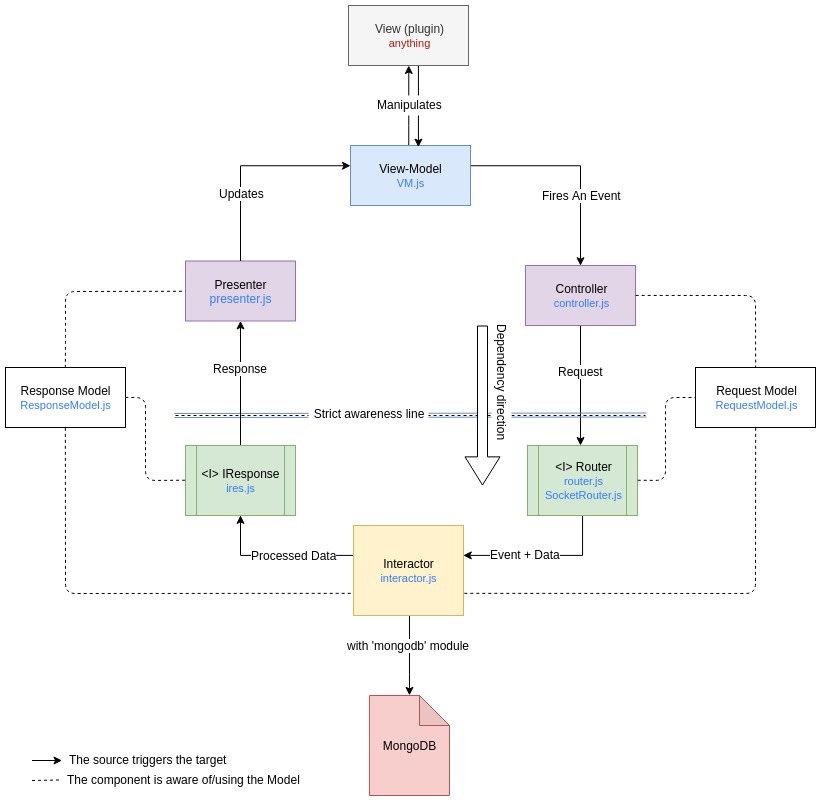 View (plugin)
anything
Manipulates
View-Model
VM.js
Updates
Fires An Event
Presenter
presenter.js
Controller
controller.js
Dependency direction
Response
Request
Response Model
ResponseModel.js
Request Model
RequestModel.js
Strict awareness line
<I> IResponse
ires.js
<I> Router
router.js
SocketRouter.js
Processed Data
Event + Data
Interactor
interactor.js
with 'mongodb' module
MongoDB
The source triggers the target
The component is aware of/using the Model